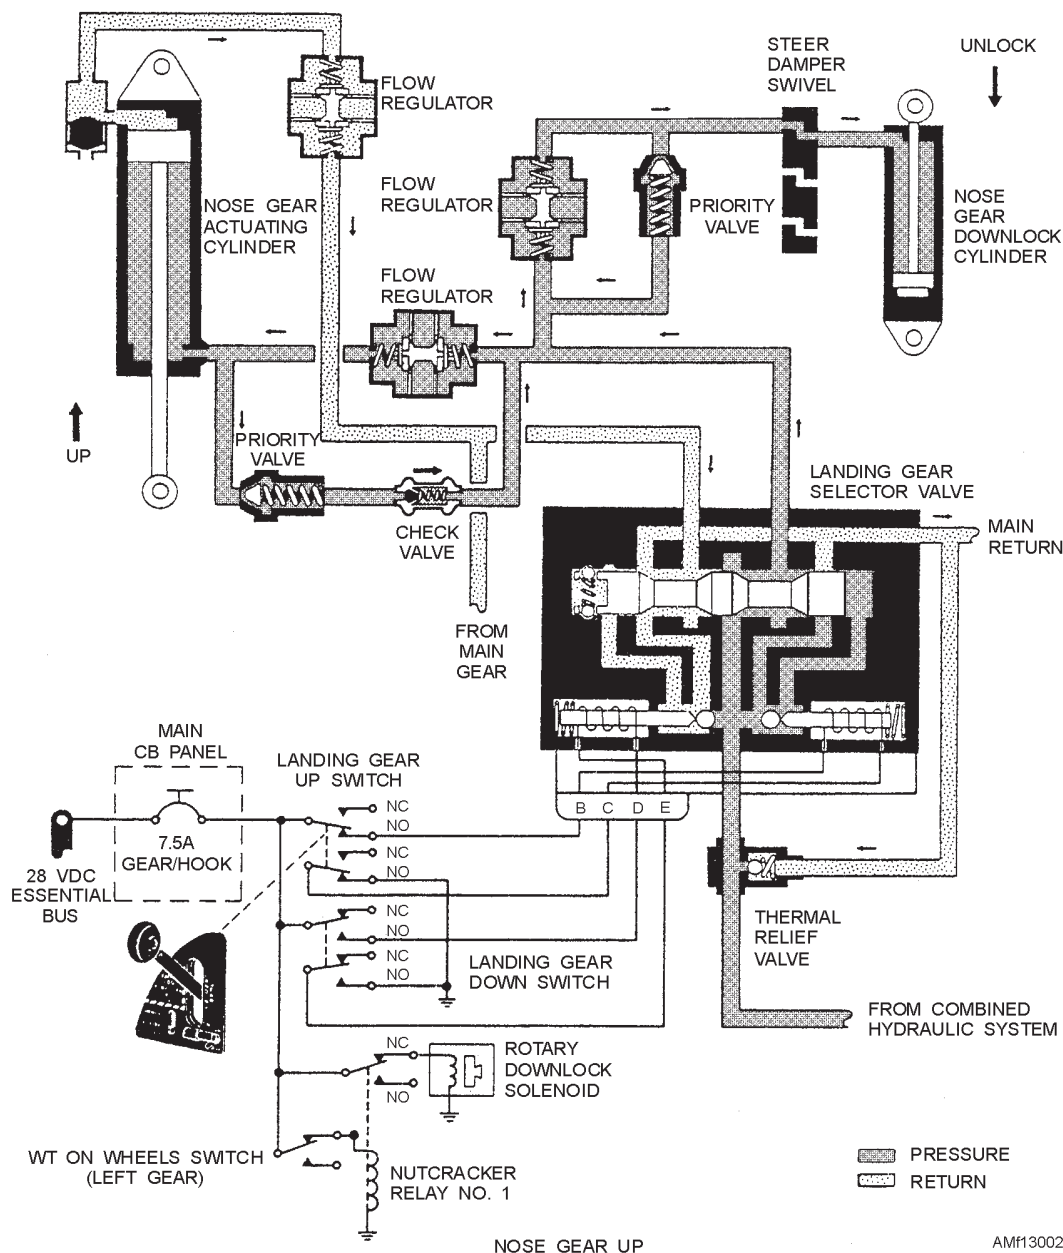 STEER
DAMPER
SWIVEL
UNLOCK
FLOW
REGULATOR
FLOW
REGULATOR
PRIORITY
VALVE
NOSE
GEAR
DOWNLOCK
CYLINDER
NOSE GEAR
ACTUATING
CYLINDER
FLOW
REGULATOR
UP
PRIORITY
VALVE
CHECK
VALVE
LANDING GEAR
SELECTOR VALVE
MAIN
RETURN
FROM
MAIN
GEAR
MAIN
CB PANEL
LANDING GEAR
UP SWITCH
NC
NO
B C D E
7.5A
GEAR/HOOK
NC
NO
28 VDC
ESSENTIAL
BUS
NC
NO
THERMAL
RELIEF
VALVE
NC
NO
LANDING GEAR
DOWN SWITCH
FROM COMBINED
HYDRAULIC SYSTEM
NC
NO
ROTARY
DOWNLOCK
SOLENOID
WT ON WHEELS SWITCH
(LEFT GEAR)
NUTCRACKER
RELAY NO. 1
PRESSURE
RETURN
NOSE GEAR UP
AMf13002